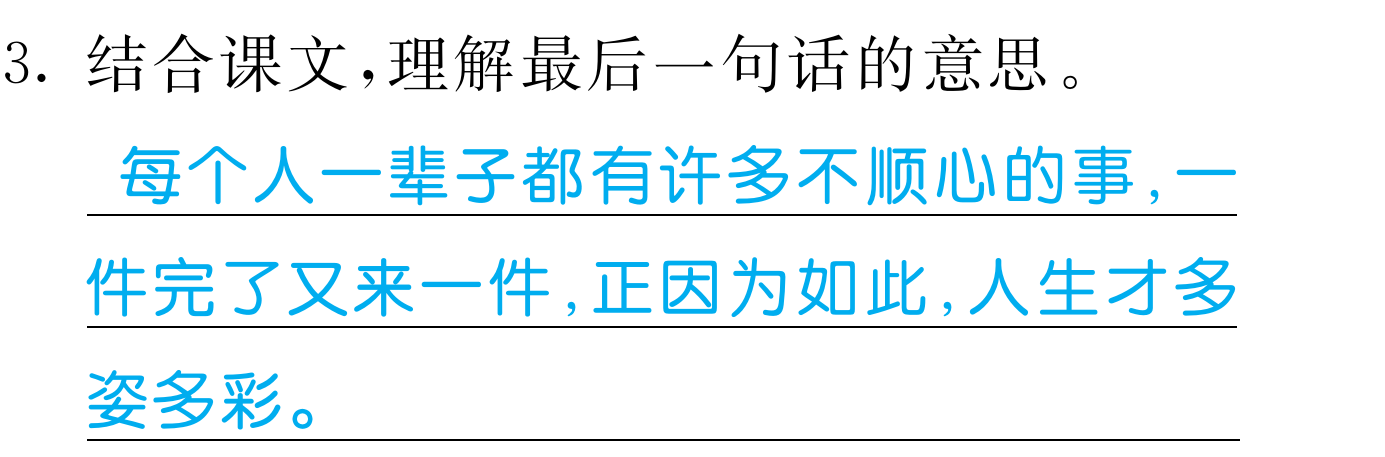 3. 结合课文,理解最后一句话的意思。
每个人一辈子都有许多不顺心的事,一
件完了又来一件,正因为如此,人生才多
姿多彩。